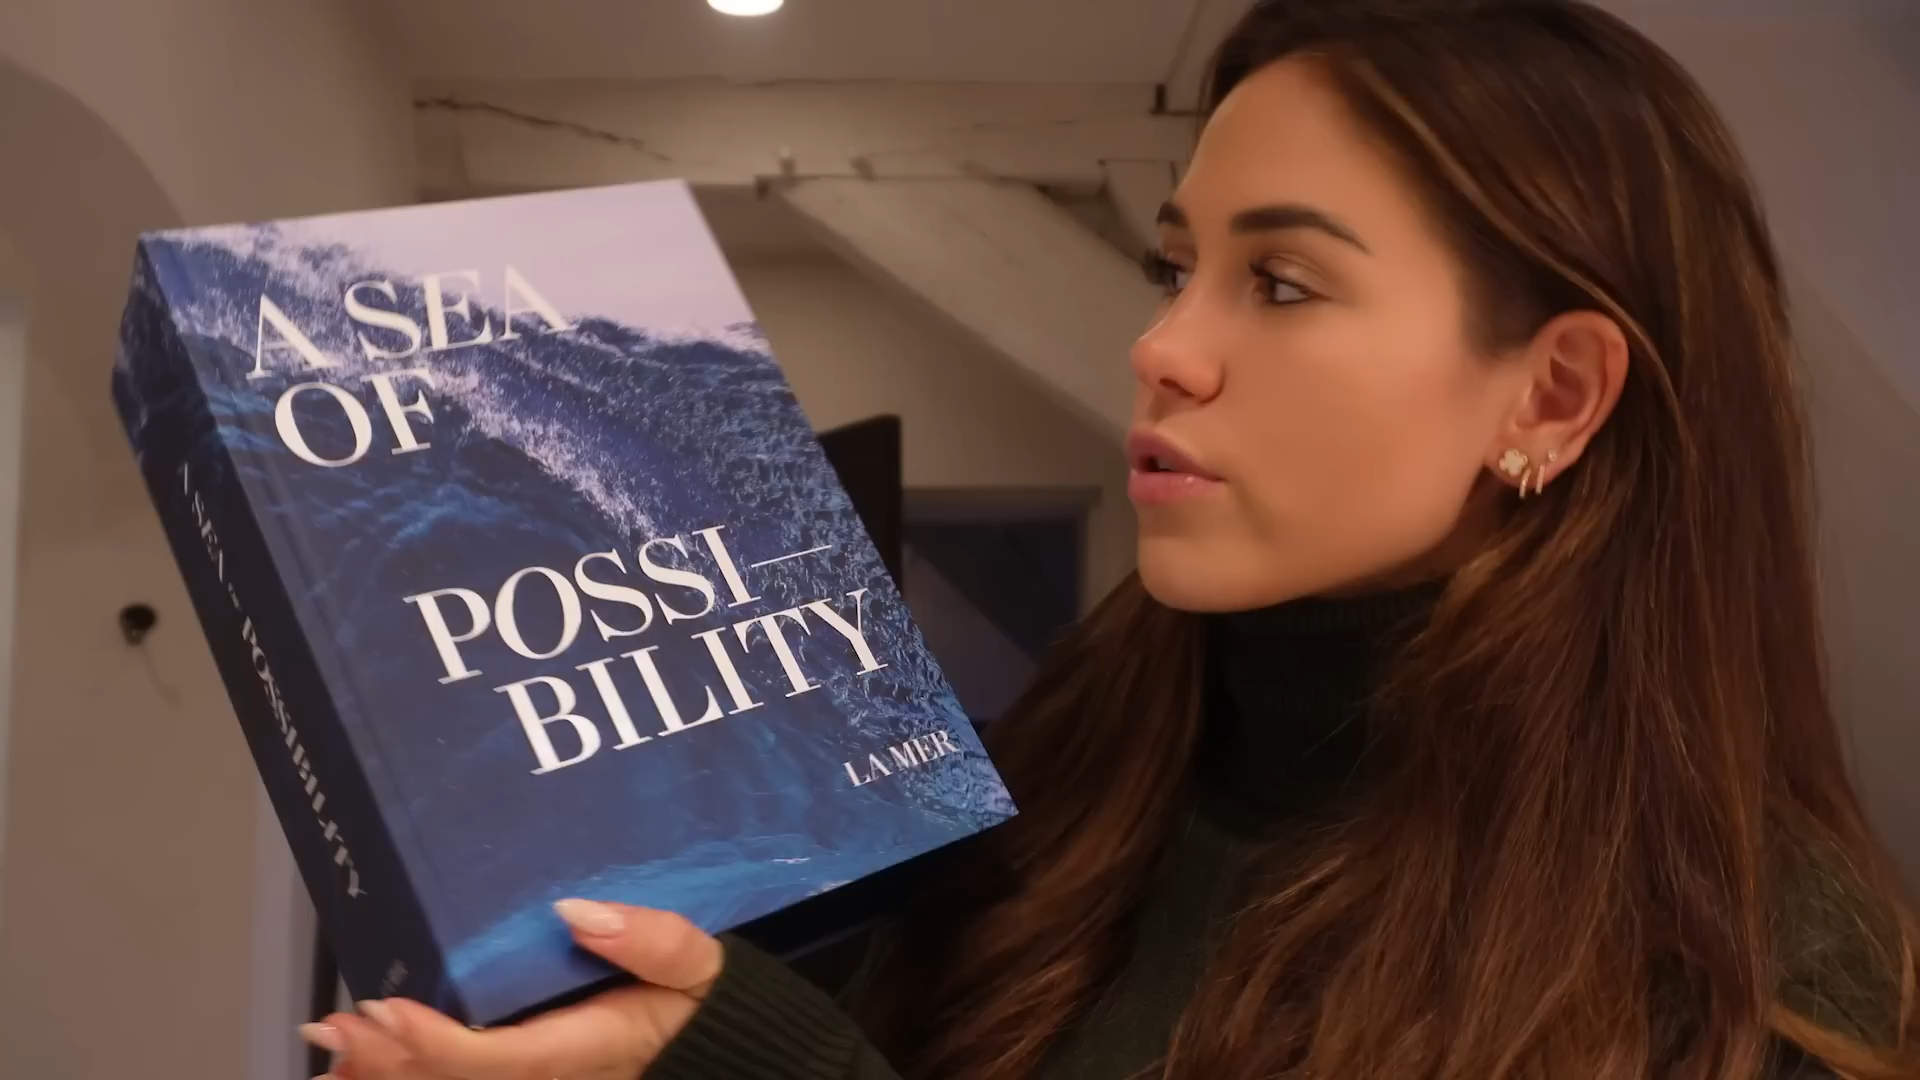 A SEA
OF
POSSI—
BILITY
LA MER
A SEA OF POSSIBILITY